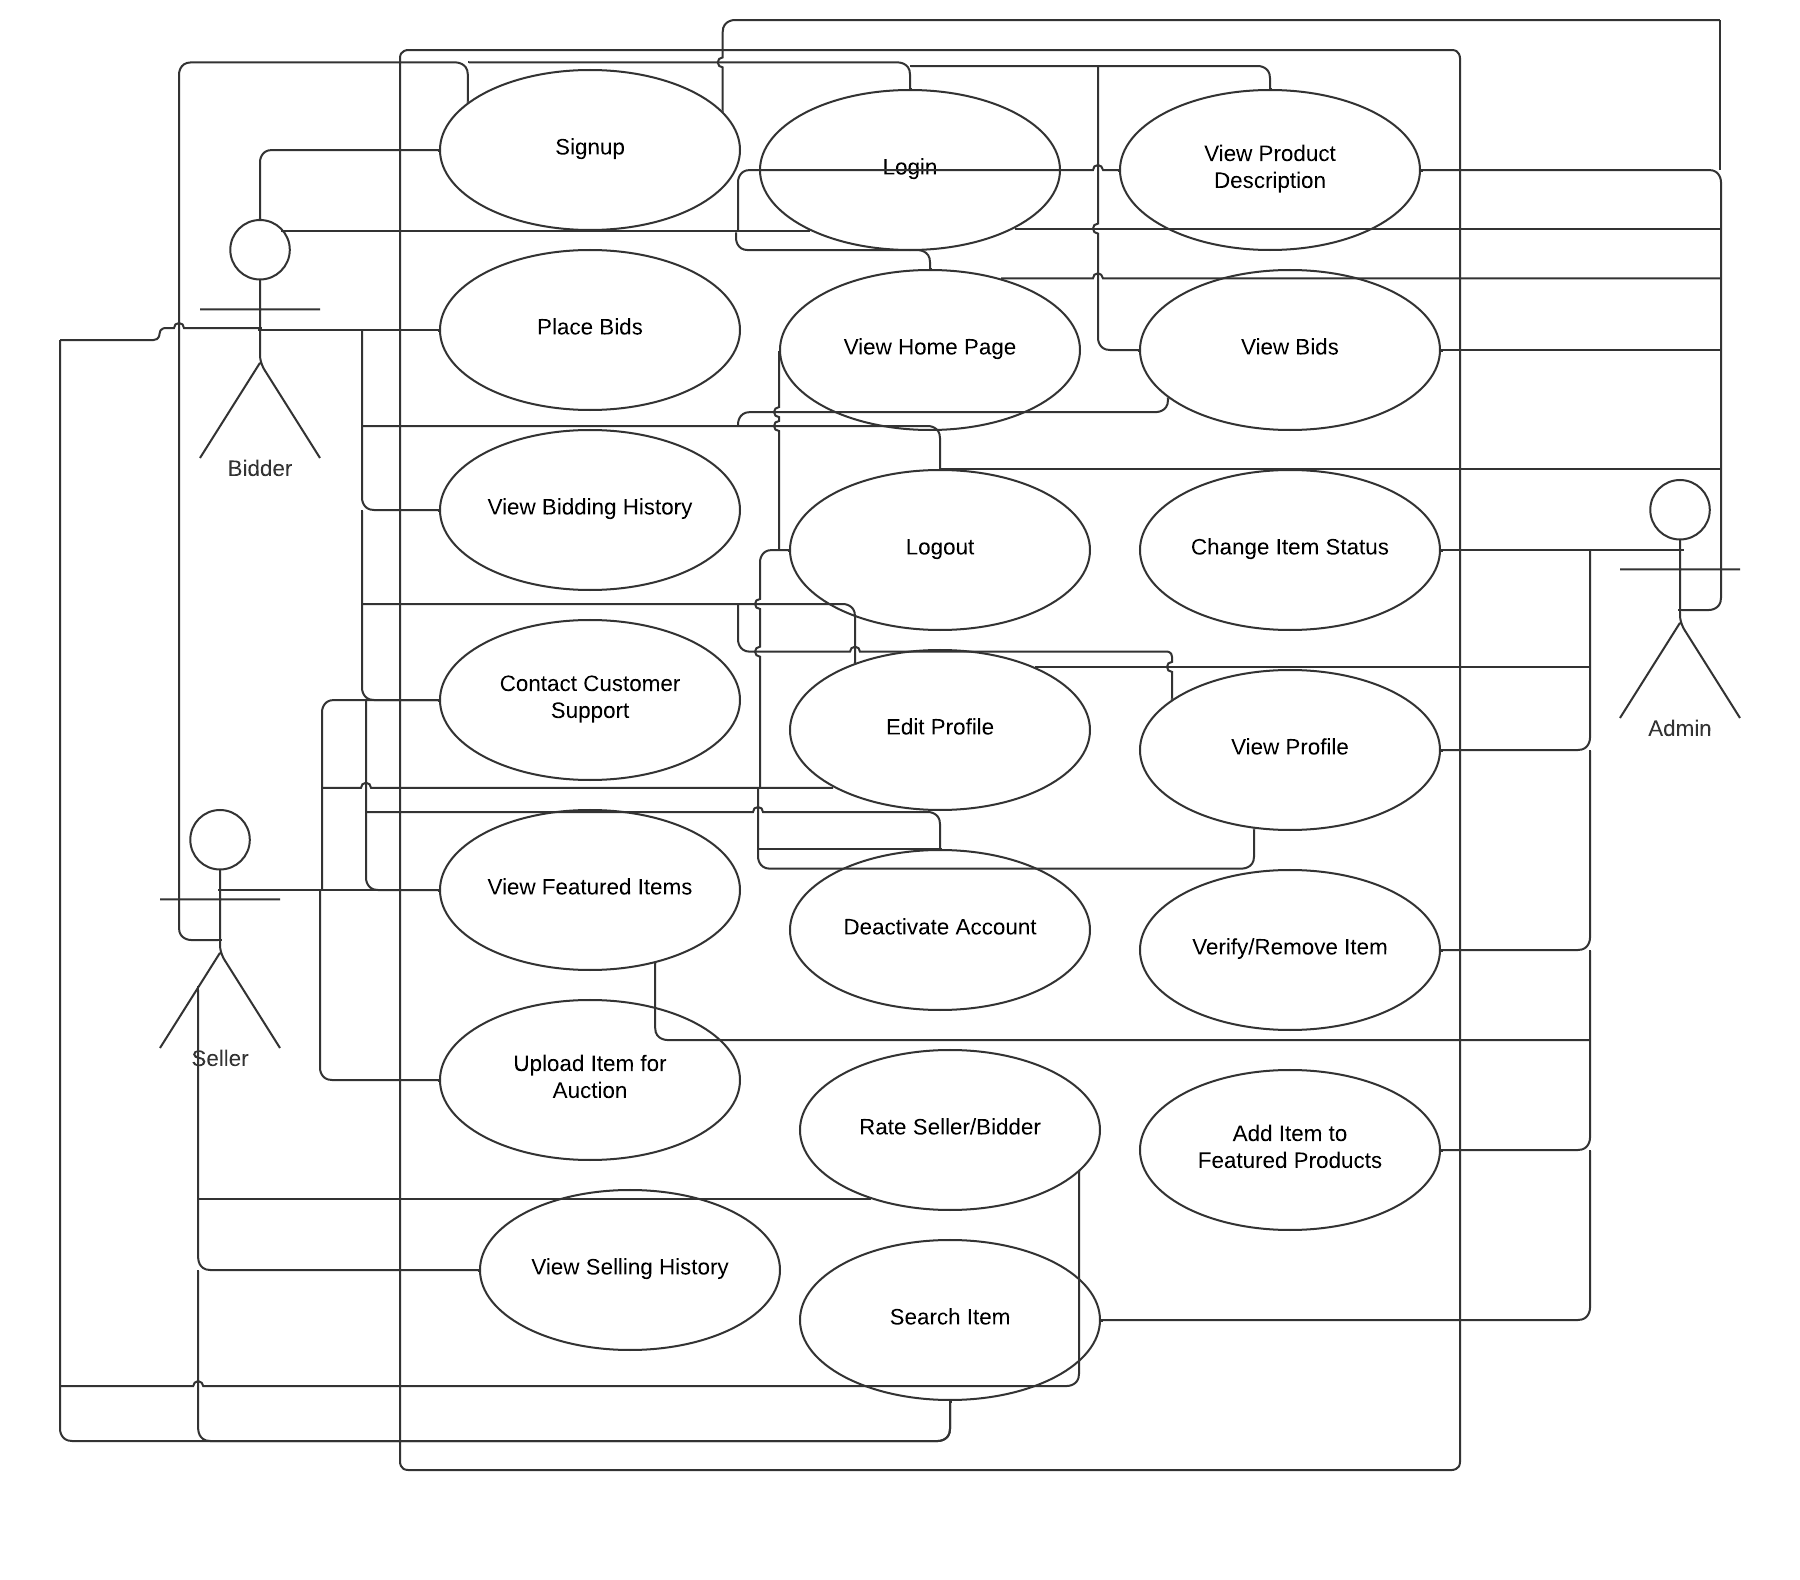 Signup
Login
View Product
Description
Place Bids
View Home Page
View Bids
Bidder
View Bidding History
Logout
Change Item Status
Contact Customer
Support
Edit Profile
View Profile
Admin
View Featured Items
Deactivate Account
Verify/Remove Item
Seller
Upload Item for
Auction
Rate Seller/Bidder
Add Item to
Featured Products
View Selling History
Search Item